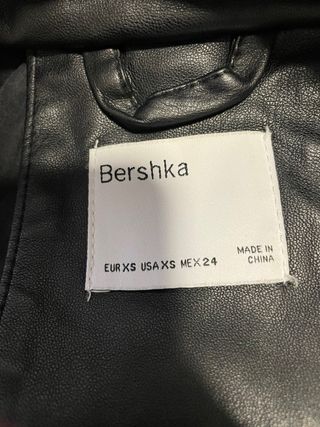 Bershka
EUR XS USA XS MEX 24
MADE IN
CHINA